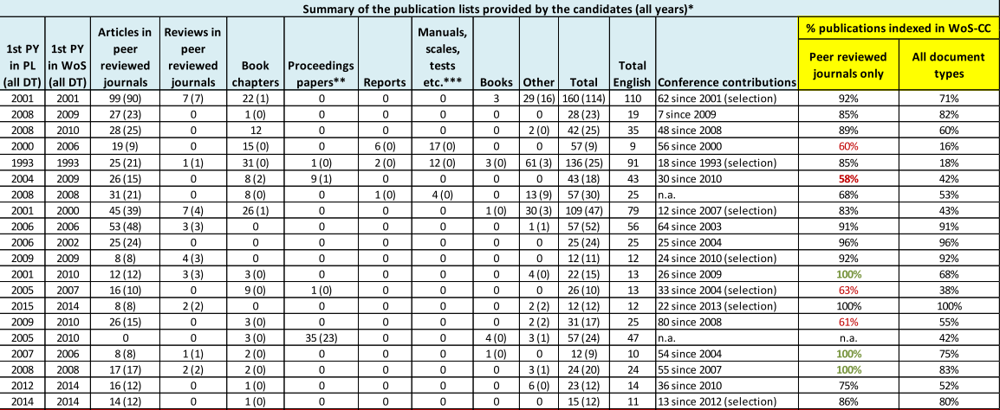 Summary of the publication lists provided by the candidates (all years)*
1st PY in PL (all DT) | 1st PY in WoS (all DT) | Articles in peer reviewed journals | Reviews in peer reviewed journals | Book chapters | Proceedings papers** | Reports | Manuals, scales, tests etc.*** | Books | Other | Total | Total English | Conference contributions | % publications indexed in WoS-CC
Peer reviewed journals only | All document types
2001 | 2001 | 99 (90) | 7 (7) | 22 (1) | 0 | 0 | 0 | 3 | 29 (16) | 160 (114) | 110 | 62 since 2001 (selection) | 92% | 71%
2008 | 2009 | 27 (23) | 0 | 1 (0) | 0 | 0 | 0 | 0 | 0 | 28 (23) | 19 | 7 since 2009 | 85% | 82%
2008 | 2010 | 28 (25) | 0 | 12 | 0 | 0 | 0 | 0 | 2 (0) | 42 (25) | 35 | 48 since 2008 | 89% | 60%
2000 | 2006 | 19 (9) | 0 | 15 (0) | 0 | 6 (0) | 17 (0) | 0 | 0 | 57 (9) | 9 | 56 since 2000 | 60% | 16%
1993 | 1993 | 25 (21) | 1 (1) | 31 (0) | 1 (0) | 2 (0) | 12 (0) | 3 (0) | 61 (3) | 136 (25) | 91 | 18 since 1993 (selection) | 85% | 18%
2004 | 2009 | 26 (15) | 0 | 8 (2) | 9 (1) | 0 | 0 | 0 | 0 | 43 (18) | 43 | 30 since 2010 | 58% | 42%
2008 | 2008 | 31 (21) | 0 | 8 (0) | 0 | 1 (0) | 4 (0) | 0 | 13 (9) | 57 (30) | 25 | n.a. | 68% | 53%
2001 | 2000 | 45 (39) | 7 (4) | 26 (1) | 0 | 0 | 0 | 1 (0) | 30 (3) | 109 (47) | 79 | 12 since 2007 (selection) | 83% | 43%
2006 | 2006 | 53 (48) | 3 (3) | 0 | 0 | 0 | 0 | 0 | 1 (1) | 57 (52) | 56 | 64 since 2003 | 91% | 91%
2006 | 2002 | 25 (24) | 0 | 0 | 0 | 0 | 0 | 0 | 0 | 25 (24) | 25 | 25 since 2004 | 96% | 96%
2009 | 2009 | 8 (8) | 4 (3) | 0 | 0 | 0 | 0 | 0 | 0 | 12 (11) | 12 | 24 since 2010 (selection) | 92% | 92%
2001 | 2010 | 12 (12) | 3 (3) | 3 (0) | 0 | 0 | 0 | 0 | 4 (0) | 22 (15) | 13 | 26 since 2009 | 100% | 68%
2005 | 2007 | 16 (10) | 0 | 9 (0) | 1 (0) | 0 | 0 | 0 | 0 | 26 (10) | 13 | 33 since 2004 (selection) | 63% | 38%
2015 | 2014 | 8 (8) | 2 (2) | 0 | 0 | 0 | 0 | 0 | 2 (2) | 12 (12) | 12 | 22 since 2013 (selection) | 100% | 100%
2009 | 2010 | 26 (15) | 0 | 3 (0) | 0 | 0 | 0 | 0 | 2 (2) | 31 (17) | 25 | 80 since 2008 | 61% | 55%
2005 | 2010 | 0 | 0 | 3 (0) | 35 (23) | 0 | 0 | 4 (0) | 3 (1) | 57 (24) | 47 | n.a. | n.a. | 42%
2007 | 2006 | 8 (8) | 1 (1) | 2 (0) | 0 | 0 | 0 | 1 (0) | 0 | 12 (9) | 10 | 54 since 2004 | 100% | 75%
2008 | 2008 | 17 (17) | 2 (2) | 2 (0) | 0 | 0 | 0 | 0 | 3 (1) | 24 (20) | 24 | 55 since 2007 | 100% | 83%
2012 | 2014 | 16 (12) | 0 | 1 (0) | 0 | 0 | 0 | 0 | 6 (0) | 23 (12) | 14 | 36 since 2010 | 75% | 52%
2014 | 2014 | 14 (12) | 0 | 1 (0) | 0 | 0 | 0 | 0 | 0 | 15 (12) | 11 | 13 since 2012 (selection) | 86% | 80%